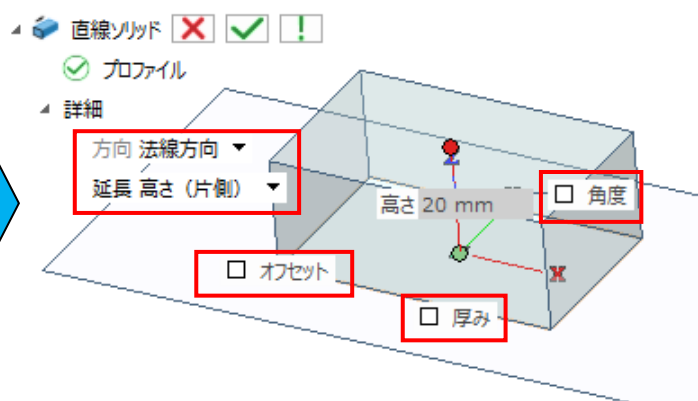 直線ソリッド
プロファイル
詳細
方向 法線方向
延長 高さ（片側）
Z
高さ 20 mm
角度
X
オフセット
厚み